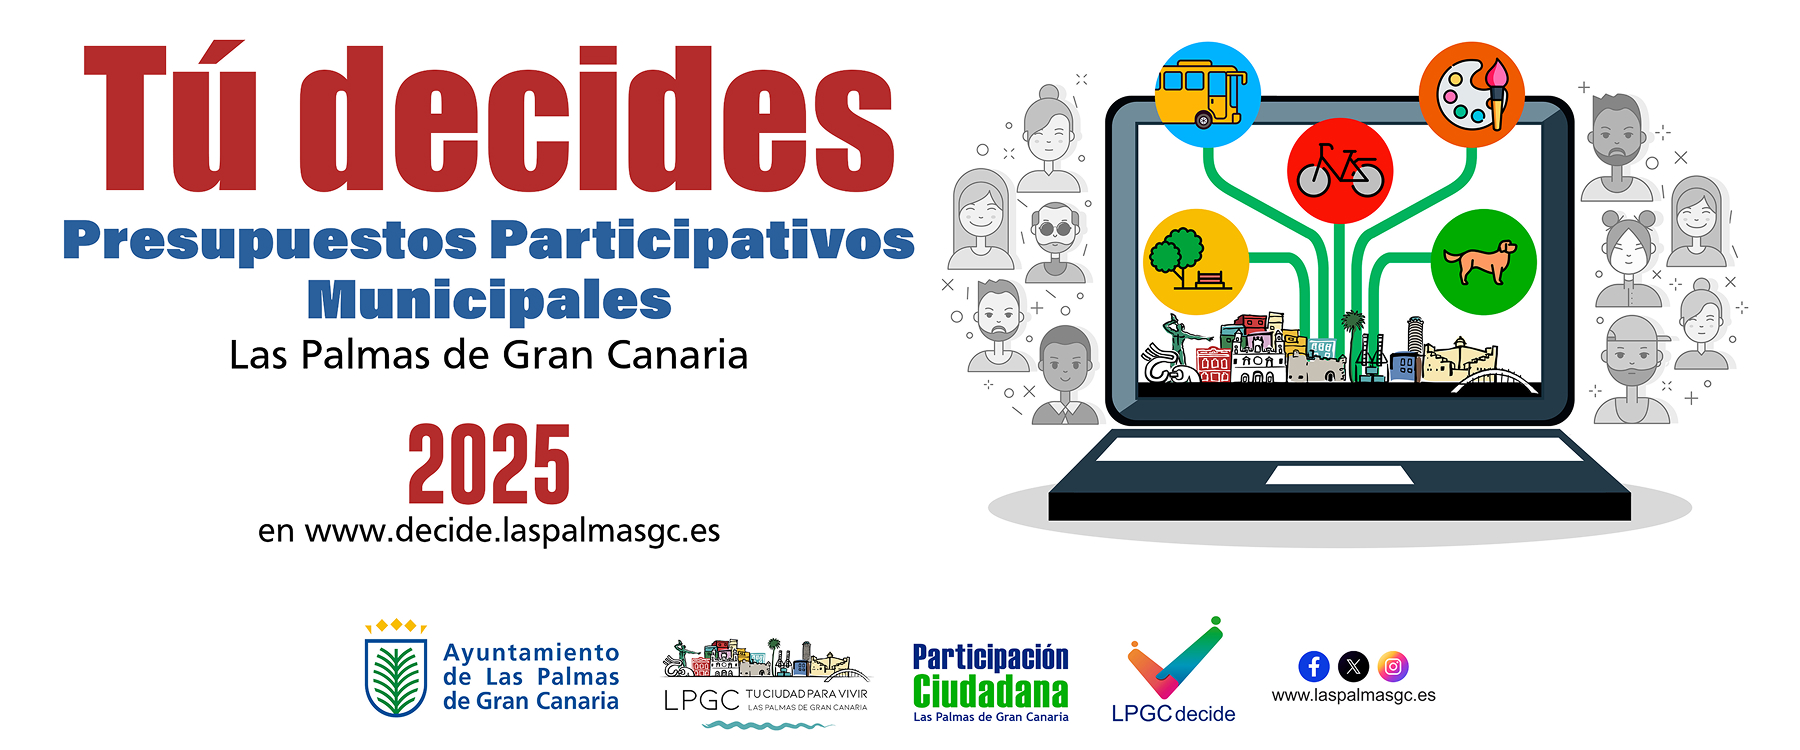 Tú decides
Presupuestos Participativos
Municipales
Las Palmas de Gran Canaria
2025
en www.decide.laspalmasgc.es
Ayuntamiento
de Las Palmas
de Gran Canaria
LPGC TU CIUDAD PARA VIVIR
LAS PALMAS DE GRAN CANARIA
Participación
Ciudadana
Las Palmas de Gran Canaria
LPGC decide
www.laspalmasgc.es